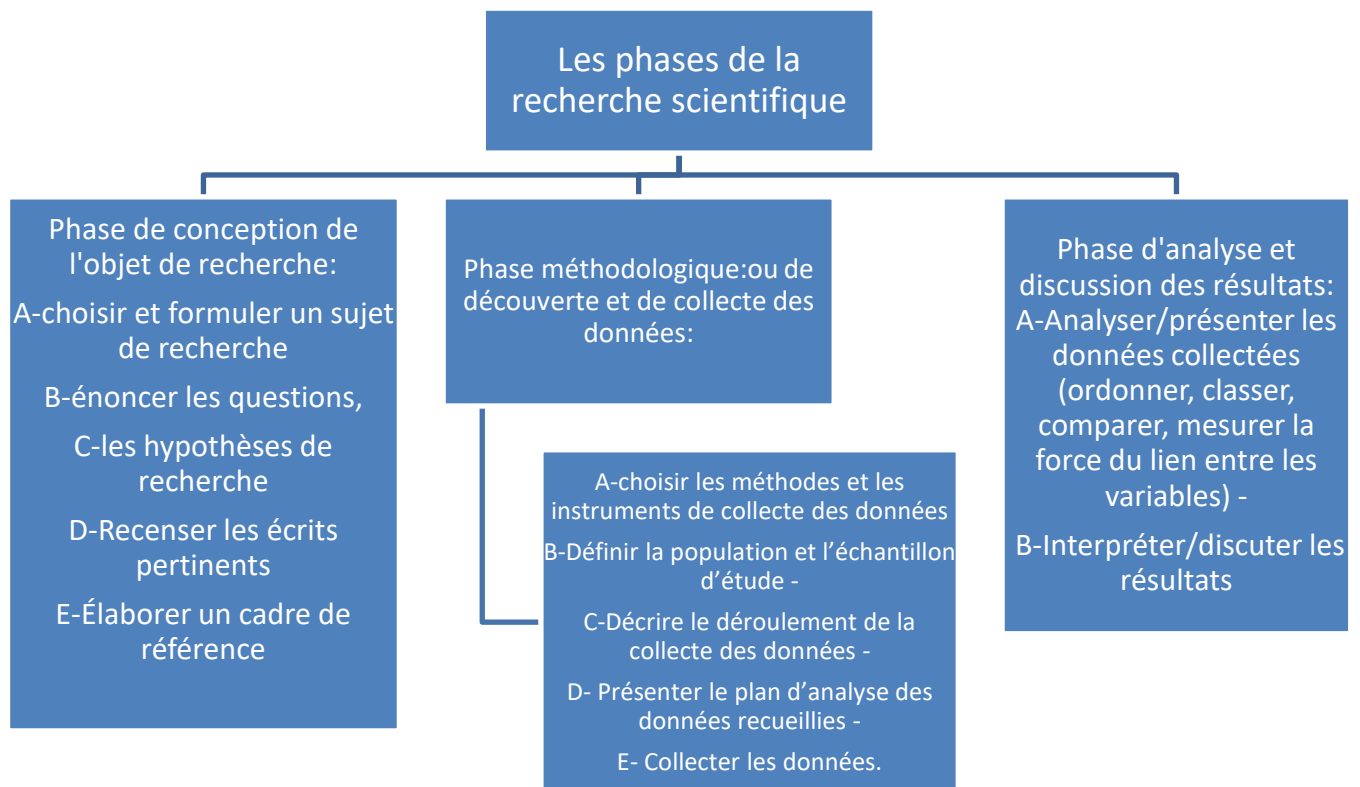 Les phases de la
recherche scientifique
Phase de conception de
l'objet de recherche:
A-choisir et formuler un sujet
de recherche
B-énoncer les questions,
C-les hypothèses de
recherche
D-Recenser les écrits
pertinents
E-Élaborer un cadre de
référence
Phase méthodologique:ou de
découverte et de collecte des
données:
A-choisir les méthodes et les
instruments de collecte des données
B-Définir la population et l’échantillon
d’étude -
C-Décrire le déroulement de la
collecte des données -
D- Présenter le plan d’analyse des
données recueillies -
E- Collecter les données.
Phase d'analyse et
discussion des résultats:
A-Analyser/présenter les
données collectées
(ordonner, classer,
comparer, mesurer la
force du lien entre les
variables) -
B-Interpréter/discuter les
résultats